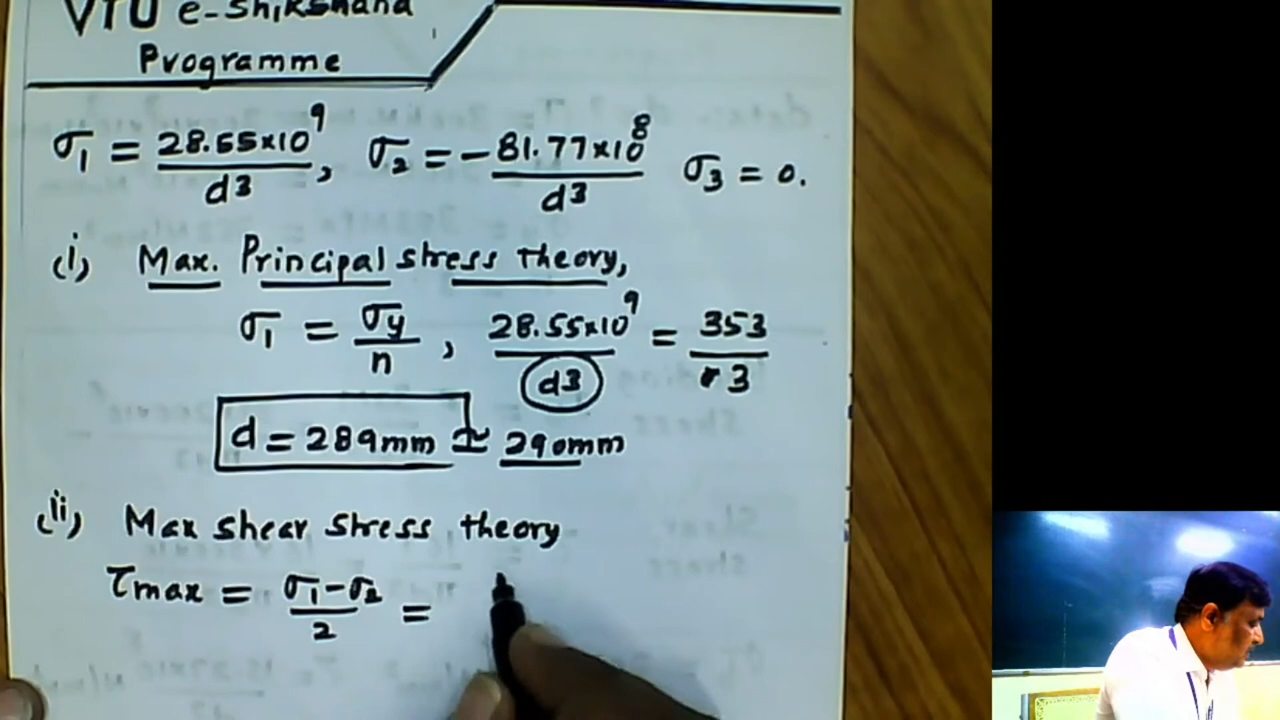 VTU e-Shikshana
Programme
σ1 = 28.55×10^9 / d3, σ2 = - 81.77×10^8 / d3 σ3 = 0.
(i) Max. Principal stress theory,
σ1 = σy / n, 28.55×10^9 / d3 = 353 / 3
d = 289mm ≃ 290mm
(ii) Max shear stress theory
τmax = σ1-σ2 / 2 =